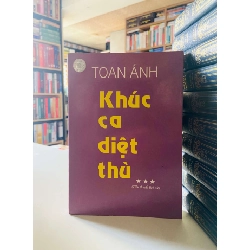 TOAN ÁNH
Khúc
ca
diệt
thù